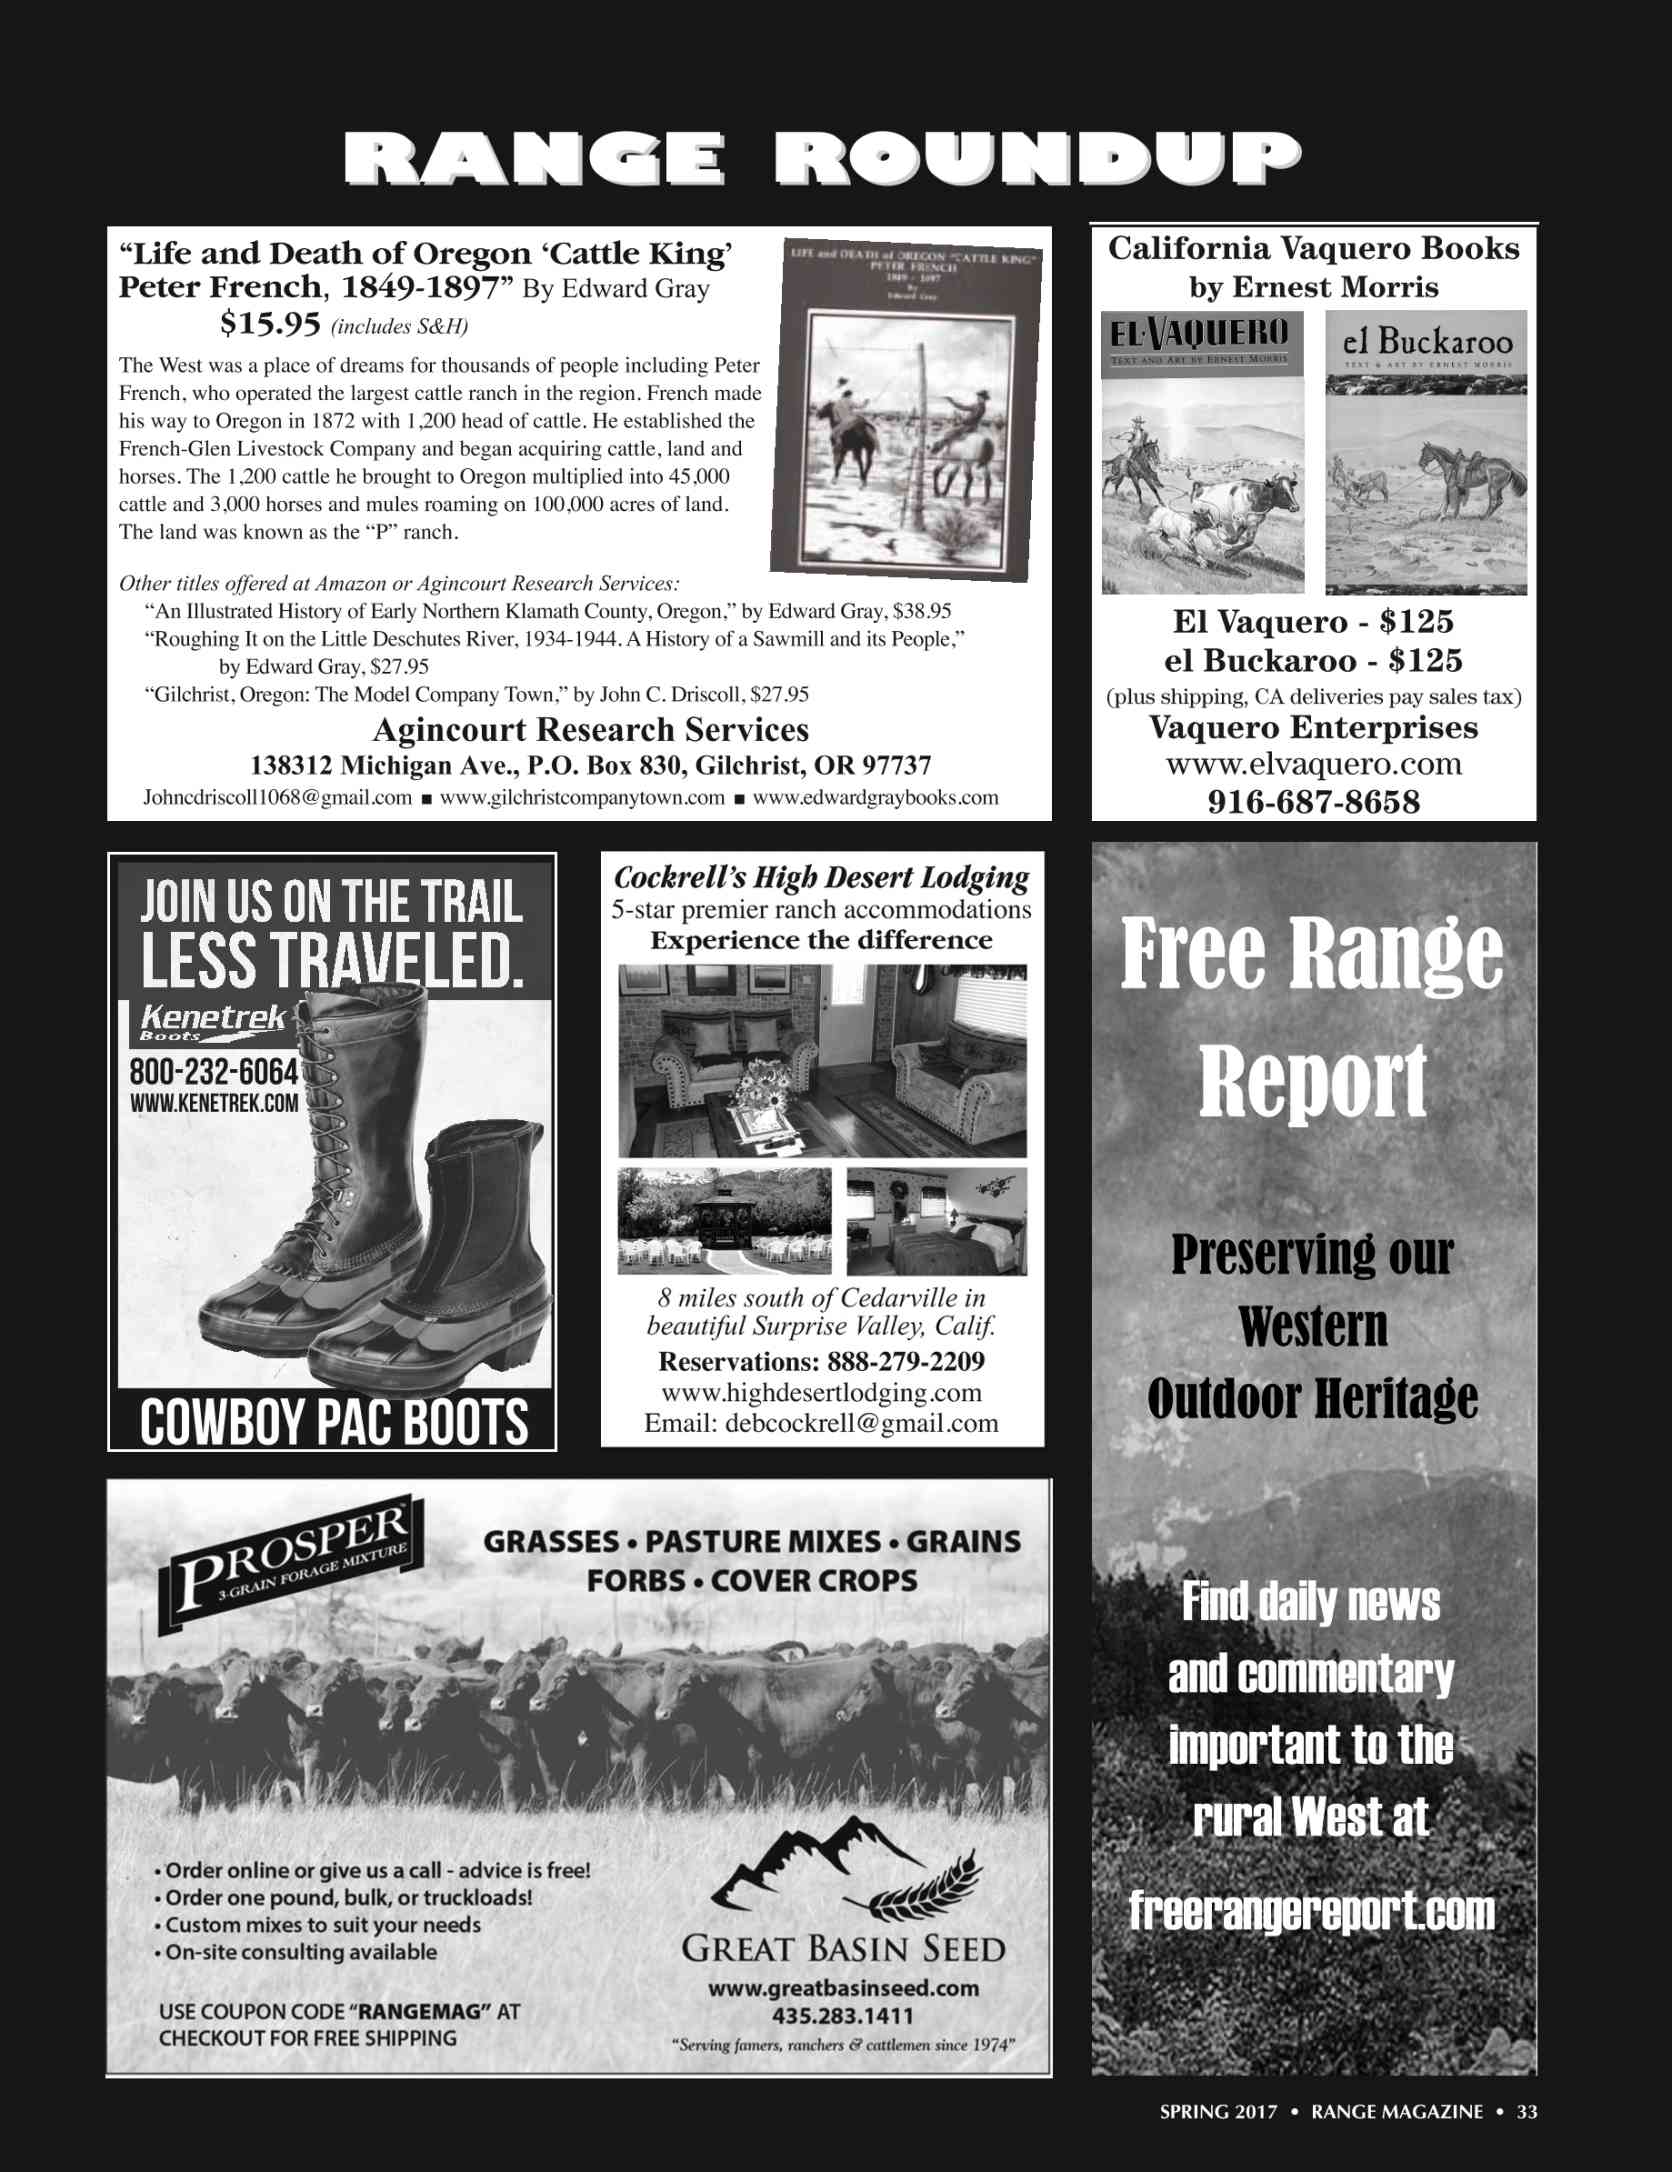 RANGE ROUNDUP
“Life and Death of Oregon ‘Cattle King’
Peter French, 1849-1897” By Edward Gray
$15.95 (includes S&H)
The West was a place of dreams for thousands of people including Peter
French, who operated the largest cattle ranch in the region. French made
his way to Oregon in 1872 with 1,200 head of cattle. He established the
French-Glen Livestock Company and began acquiring cattle, land and
horses. The 1,200 cattle he brought to Oregon multiplied into 45,000
cattle and 3,000 horses and mules roaming on 100,000 acres of land.
The land was known as the “P” ranch.
LIFE and DEATH of OREGON "CATTLE KING"
PETER FRENCH
1849 - 1897
By
Edward Gray
Other titles offered at Amazon or Agincourt Research Services:
“An Illustrated History of Early Northern Klamath County, Oregon,” by Edward Gray, $38.95
“Roughing It on the Little Deschutes River, 1934-1944. A History of a Sawmill and its People,”
by Edward Gray, $27.95
“Gilchrist, Oregon: The Model Company Town,” by John C. Driscoll, $27.95
Agincourt Research Services
138312 Michigan Ave., P.O. Box 830, Gilchrist, OR 97737
Johncdriscoll1068@gmail.com ■ www.gilchristcompanytown.com ■ www.edwardgraybooks.com
California Vaquero Books
by Ernest Morris
EL·VAQUERO
TEXT AND ART BY ERNEST MORRIS
el Buckaroo
TEXT & ART BY ERNEST MORRIS
El Vaquero - $125
el Buckaroo - $125
(plus shipping, CA deliveries pay sales tax)
Vaquero Enterprises
www.elvaquero.com
916-687-8658
JOIN US ON THE TRAIL
LESS TRAVELED.
Kenetrek
Boots
800-232-6064
WWW.KENETREK.COM
COWBOY PAC BOOTS
Cockrell’s High Desert Lodging
5-star premier ranch accommodations
Experience the difference
8 miles south of Cedarville in
beautiful Surprise Valley, Calif.
Reservations: 888-279-2209
www.highdesertlodging.com
Email: debcockrell@gmail.com
Free Range
Report
Preserving our
Western
Outdoor Heritage
Find daily news
and commentary
important to the
rural West at
freerangereport.com
PROSPER™
3-GRAIN FORAGE MIXTURE
GRASSES • PASTURE MIXES • GRAINS
FORBS • COVER CROPS
• Order online or give us a call - advice is free!
• Order one pound, bulk, or truckloads!
• Custom mixes to suit your needs
• On-site consulting available
USE COUPON CODE “RANGEMAG” AT
CHECKOUT FOR FREE SHIPPING
GREAT BASIN SEED
www.greatbasinseed.com
435.283.1411
“Serving famers, ranchers & cattlemen since 1974”
SPRING 2017 • RANGE MAGAZINE • 33